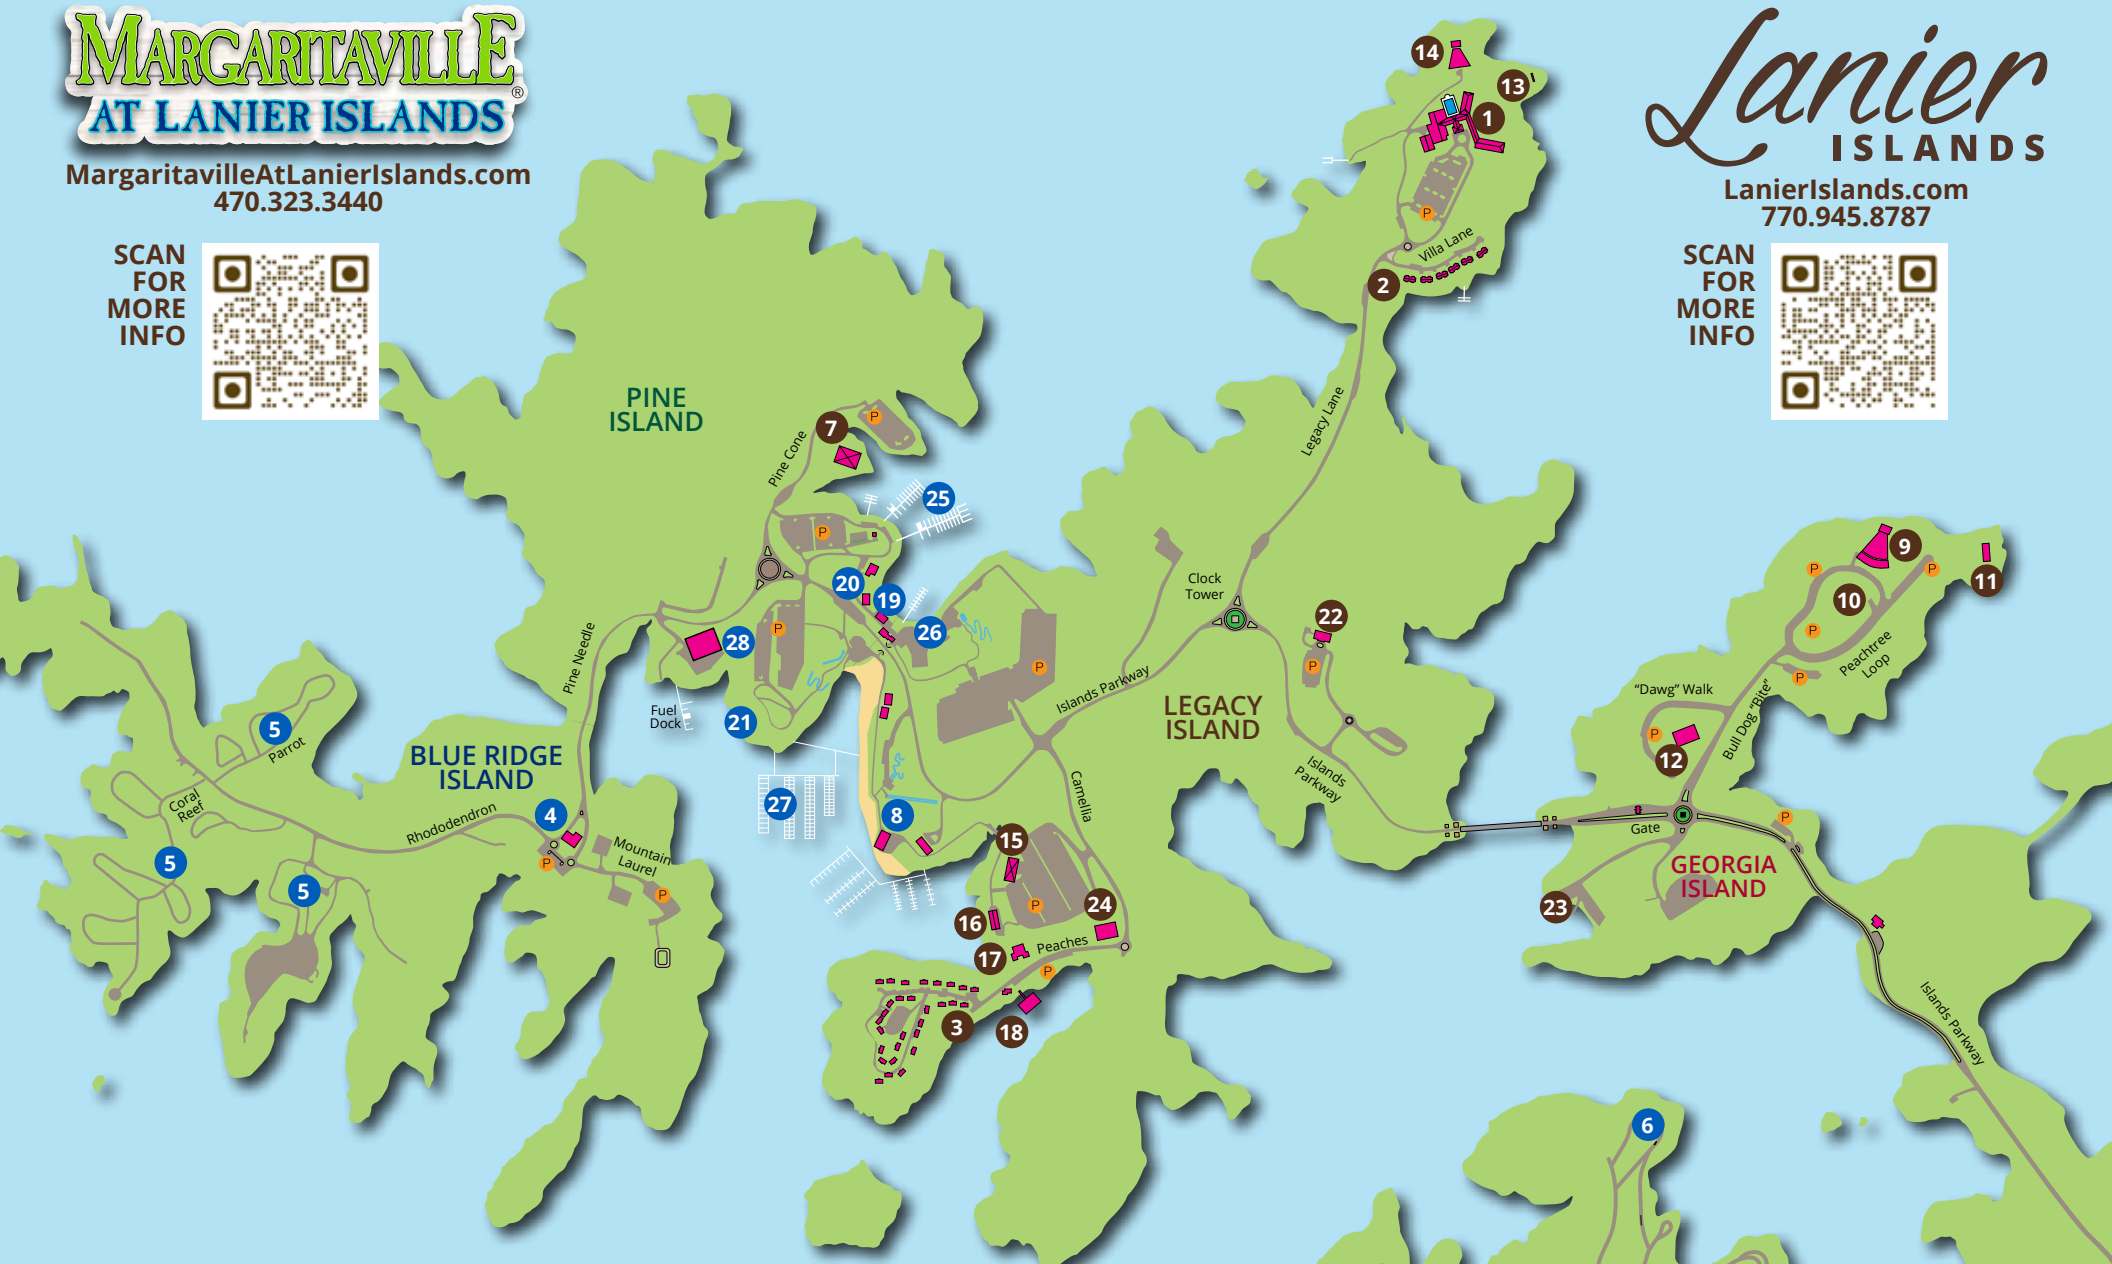 MARGARITAVILLE®
AT LANIER ISLANDS
MargaritavilleAtLanierIslands.com
470.323.3440
SCAN
FOR
MORE
INFO
Lanier
ISLANDS
LanierIslands.com
770.945.8787
SCAN
FOR
MORE
INFO
14
13
1
P
Villa Lane
2
Legacy Lane
PINE
ISLAND
7
P
Pine Cone
25
P
20
19
26
P
28
P
Pine Needle
Fuel
Dock
21
27
8
Clock
Tower
22
P
Islands Parkway
LEGACY
ISLAND
Islands
Parkway
Camellia
9
11
10
P
P
P
P
Peachtree
Loop
"Dawg" Walk
P
12
Bull Dog "Bite"
Gate
P
GEORGIA
ISLAND
23
Islands Parkway
6
5
Parrot
BLUE RIDGE
ISLAND
Coral
Reef
5
5
Rhododendron
4
P
Mountain
Laurel
P
15
P
16
24
17
Peaches
P
3
18